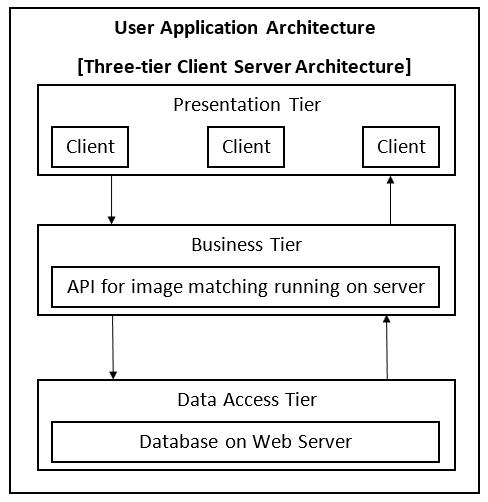 User Application Architecture
[Three-tier Client Server Architecture]
Presentation Tier
Client Client Client
Business Tier
API for image matching running on server
Data Access Tier
Database on Web Server